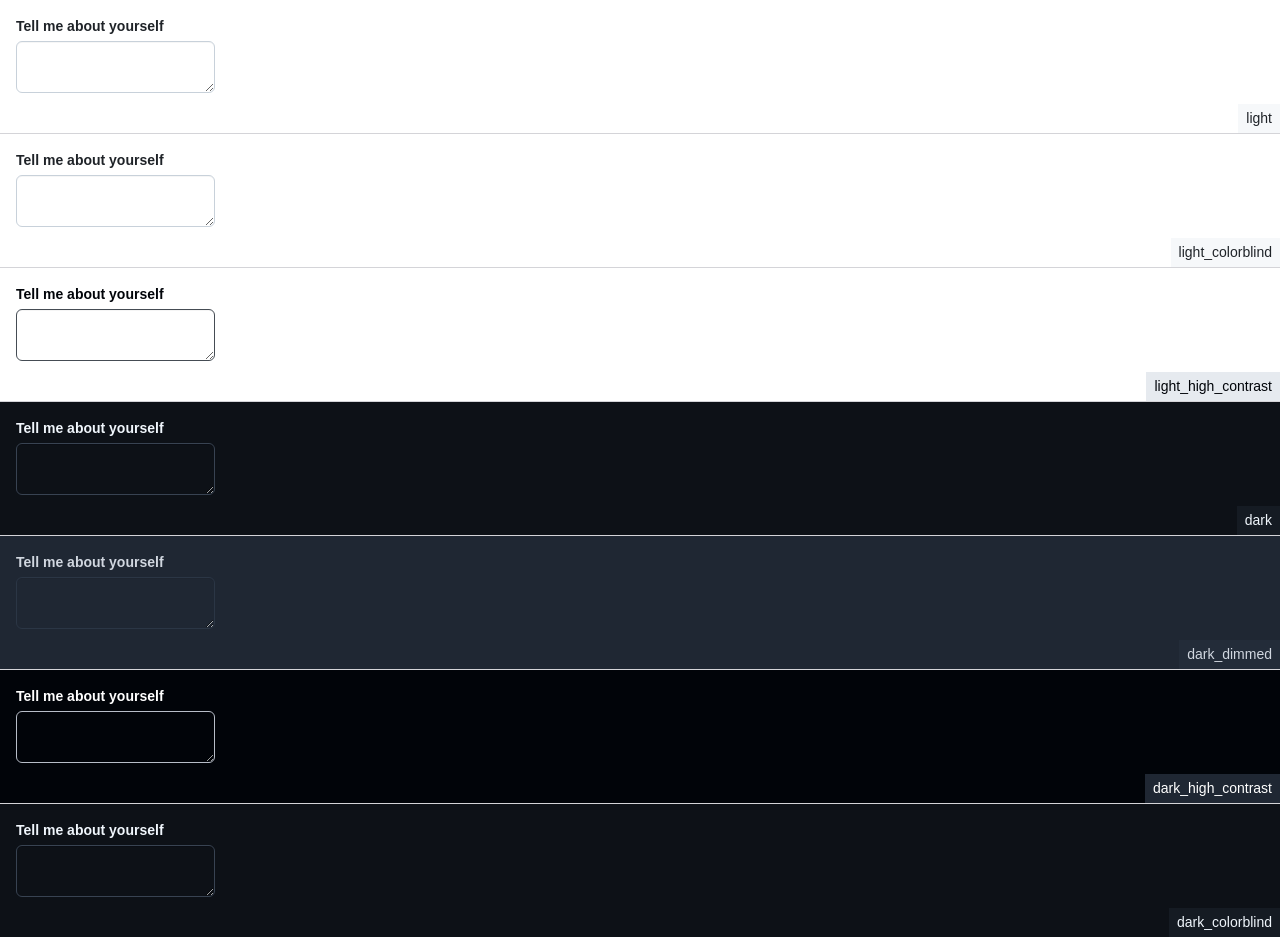 Tell me about yourself
light
Tell me about yourself
light_colorblind
Tell me about yourself
light_high_contrast
Tell me about yourself
dark
Tell me about yourself
dark_dimmed
Tell me about yourself
dark_high_contrast
Tell me about yourself
dark_colorblind